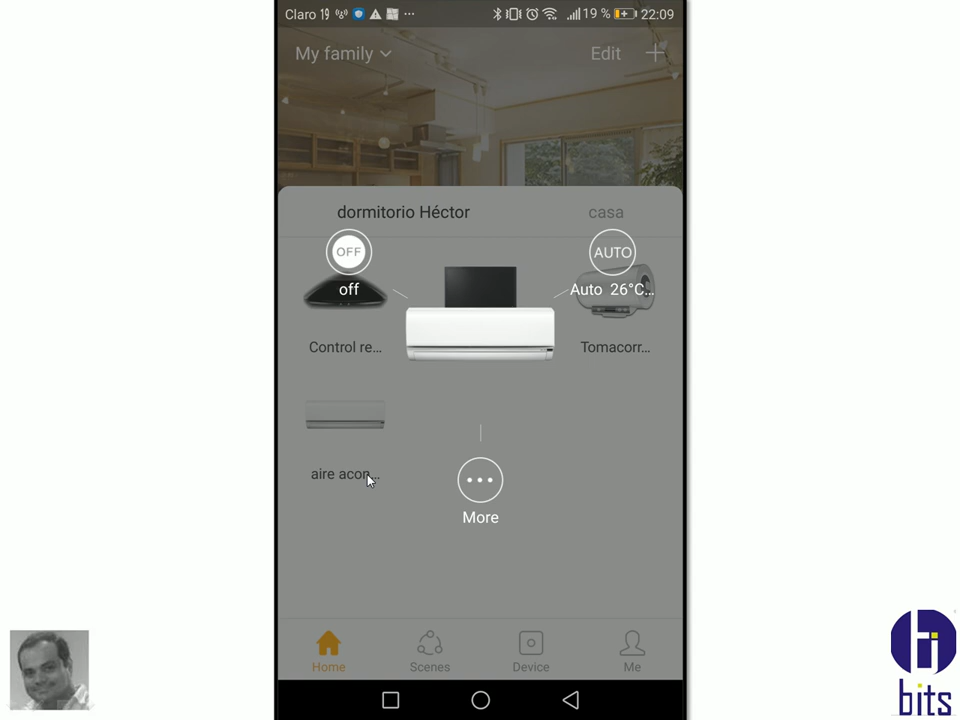 Claro 19 % 22:09
My family Edit
dormitorio Héctor casa
OFF AUTO
off Auto 26°C...
Control re... Tomacorr...
aire acon...
More
Home Scenes Device Me
hj
bits